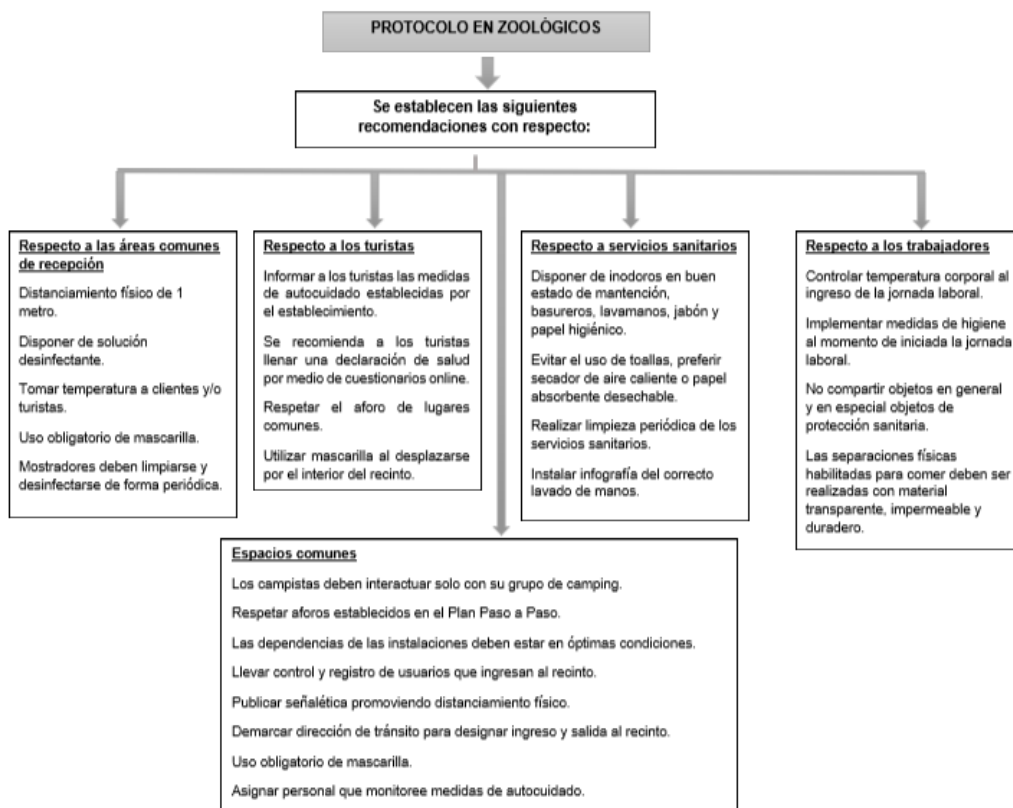 PROTOCOLO EN ZOOLÓGICOS
Se establecen las siguientes
recomendaciones con respecto:
Respecto a las áreas comunes
de recepción
Distanciamiento físico de 1
metro.
Disponer de solución
desinfectante.
Tomar temperatura a clientes y/o
turistas.
Uso obligatorio de mascarilla.
Mostradores deben limpiarse y
desinfectarse de forma periódica.
Respecto a los turistas
Informar a los turistas las medidas
de autocuidado establecidas por
el establecimiento.
Se recomienda a los turistas
llenar una declaración de salud
por medio de cuestionarios online.
Respetar el aforo de lugares
comunes.
Utilizar mascarilla al desplazarse
por el interior del recinto.
Respecto a servicios sanitarios
Disponer de inodoros en buen
estado de mantención,
basureros, lavamanos, jabón y
papel higiénico.
Evitar el uso de toallas, preferir
secador de aire caliente o papel
absorbente desechable.
Realizar limpieza periódica de los
servicios sanitarios.
Instalar infografía del correcto
lavado de manos.
Respecto a los trabajadores
Controlar temperatura corporal al
ingreso de la jornada laboral.
Implementar medidas de higiene
al momento de iniciada la jornada
laboral.
No compartir objetos en general
y en especial objetos de
protección sanitaria.
Las separaciones físicas
habilitadas para comer deben ser
realizadas con material
transparente, impermeable y
duradero.
Espacios comunes
Los campistas deben interactuar solo con su grupo de camping.
Respetar aforos establecidos en el Plan Paso a Paso.
Las dependencias de las instalaciones deben estar en óptimas condiciones.
Llevar control y registro de usuarios que ingresan al recinto.
Publicar señalética promoviendo distanciamiento físico.
Demarcar dirección de tránsito para designar ingreso y salida al recinto.
Uso obligatorio de mascarilla.
Asignar personal que monitoree medidas de autocuidado.